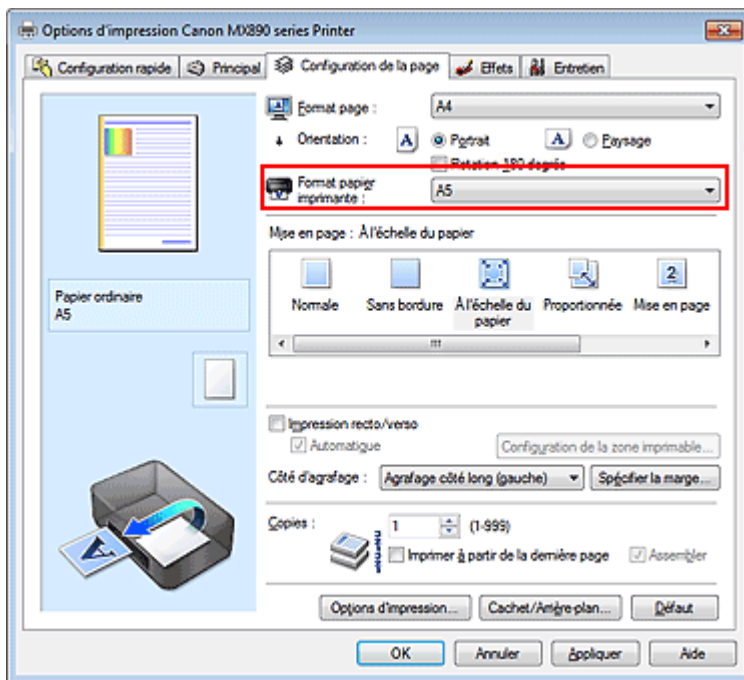 Options d'impression Canon MX890 series Printer
Configuration rapide Principal Configuration de la page Effets Entretien
Format page : A4
Orientation : A Portrait A Paysage
Rotation 180 degrés
Format papier
imprimante : A5
Mise en page : À l'échelle du papier
2
Normale Sans bordure À l'échelle du Proportionnée Mise en page
papier
Papier ordinaire
A5
Impression recto/verso
Automatique Configuration de la zone imprimable...
Côté d'agrafage : Agrafage côté long (gauche) Spécifier la marge...
Copies : 1 (1-999)
Imprimer à partir de la dernière page Assembler
A
Options d'impression... Cachet/Arrière-plan... Défaut
OK Annuler Appliquer Aide